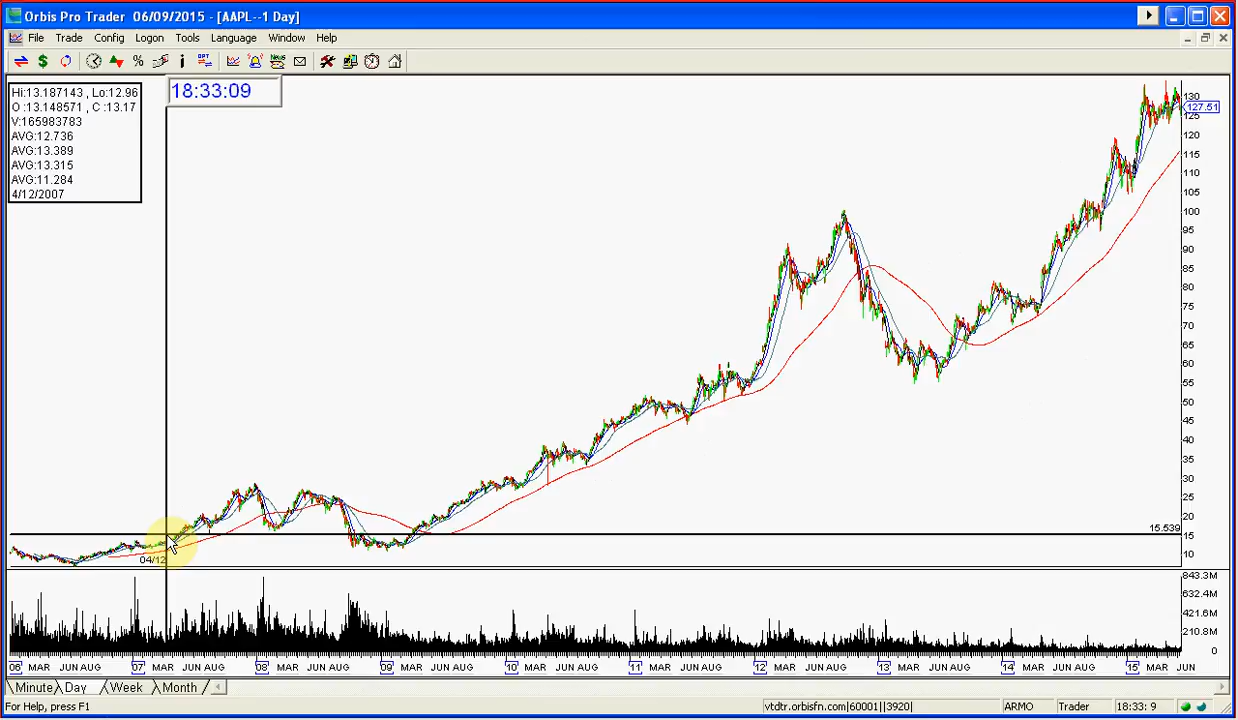 Orbis Pro Trader 06/09/2015 - [AAPL--1 Day]
File Trade Config Logon Tools Language Window Help
18:33:09
Hi:13.187143 , Lo:12.96
O :13.148571 , C :13.17
V:165983783
AVG:12.736
AVG:13.389
AVG:13.315
AVG:11.284
4/12/2007
130
127.51
125
120
115
110
105
100
95
90
85
80
75
70
65
60
55
50
45
40
35
30
25
20
15.539
15
10
04/12
843.3M
632.4M
421.6M
210.8M
0
06 MAR JUN AUG 07 MAR JUN AUG 08 MAR JUN AUG 09 MAR JUN AUG 10 MAR JUN AUG 11 MAR JUN AUG 12 MAR JUN AUG 13 MAR JUN AUG 14 MAR JUN AUG 15 MAR JUN
Minute Day Week Month
For Help, press F1
vtdtr.orbisfn.com|60001||3920|
ARMO
Trader
18:33: 9